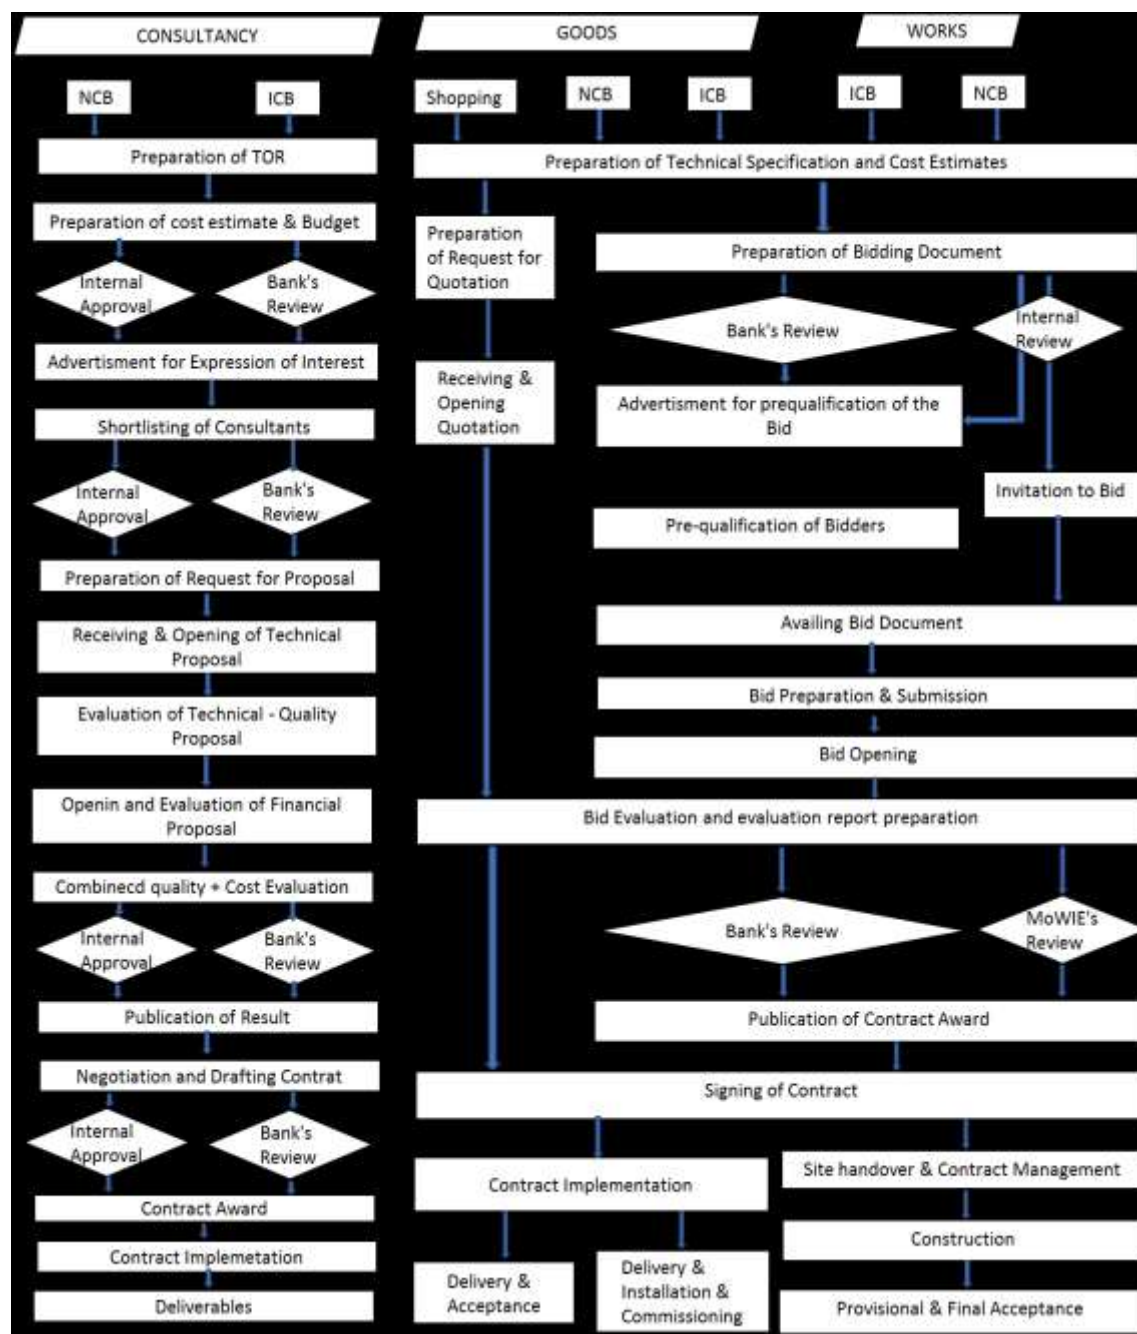 CONSULTANCY
NCB
ICB
Preparation of TOR
Preparation of cost estimate & Budget
Internal
Approval
Bank's
Review
Advertisment for Expression of Interest
Shortlisting of Consultants
Internal
Approval
Bank's
Review
Preparation of Request for Proposal
Receiving & Opening of Technical
Proposal
Evaluation of Technical - Quality
Proposal
Openin and Evaluation of Financial
Proposal
Combinecd quality + Cost Evaluation
Internal
Approval
Bank's
Review
Publication of Result
Negotiation and Drafting Contrat
Internal
Approval
Bank's
Review
Contract Award
Contract Implemetation
Deliverables
GOODS
WORKS
Shopping
NCB
ICB
ICB
NCB
Preparation of Technical Specification and Cost Estimates
Preparation
of Request for
Quotation
Receiving &
Opening
Quotation
Preparation of Bidding Document
Bank's Review
Internal
Review
Advertisment for prequalification of the
Bid
Invitation to Bid
Pre-qualification of Bidders
Availing Bid Document
Bid Preparation & Submission
Bid Opening
Bid Evaluation and evaluation report preparation
Bank's Review
MoWIE's
Review
Publication of Contract Award
Signing of Contract
Contract Implementation
Delivery &
Acceptance
Delivery &
Installation &
Commissioning
Site handover & Contract Management
Construction
Provisional & Final Acceptance